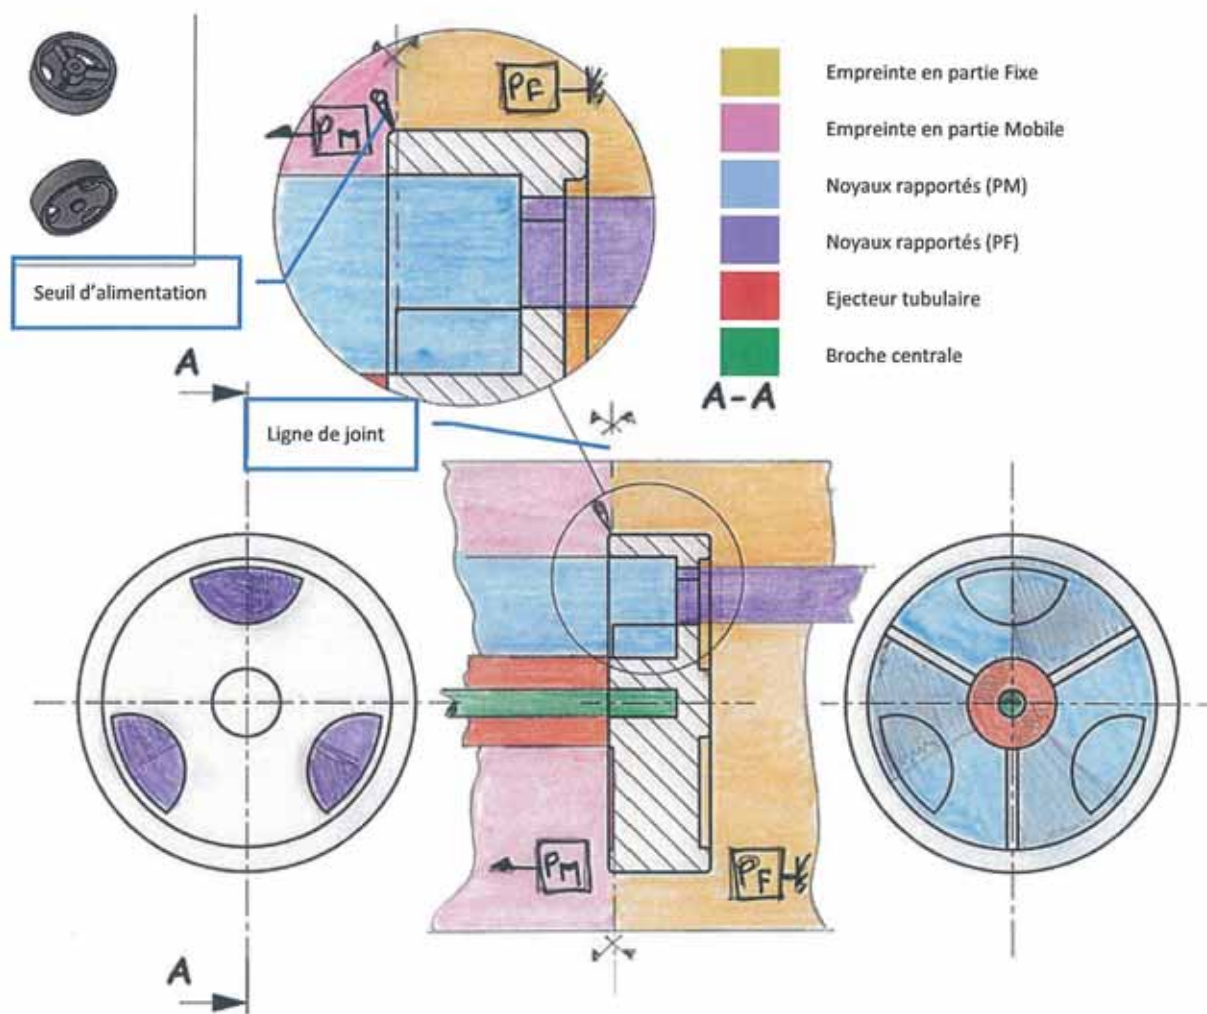 PF
PM
Seuil d'alimentation
Empreinte en partie Fixe
Empreinte en partie Mobile
Noyaux rapportés (PM)
Noyaux rapportés (PF)
Ejecteur tubulaire
Broche centrale
A
A-A
Ligne de joint
PM
PF
A